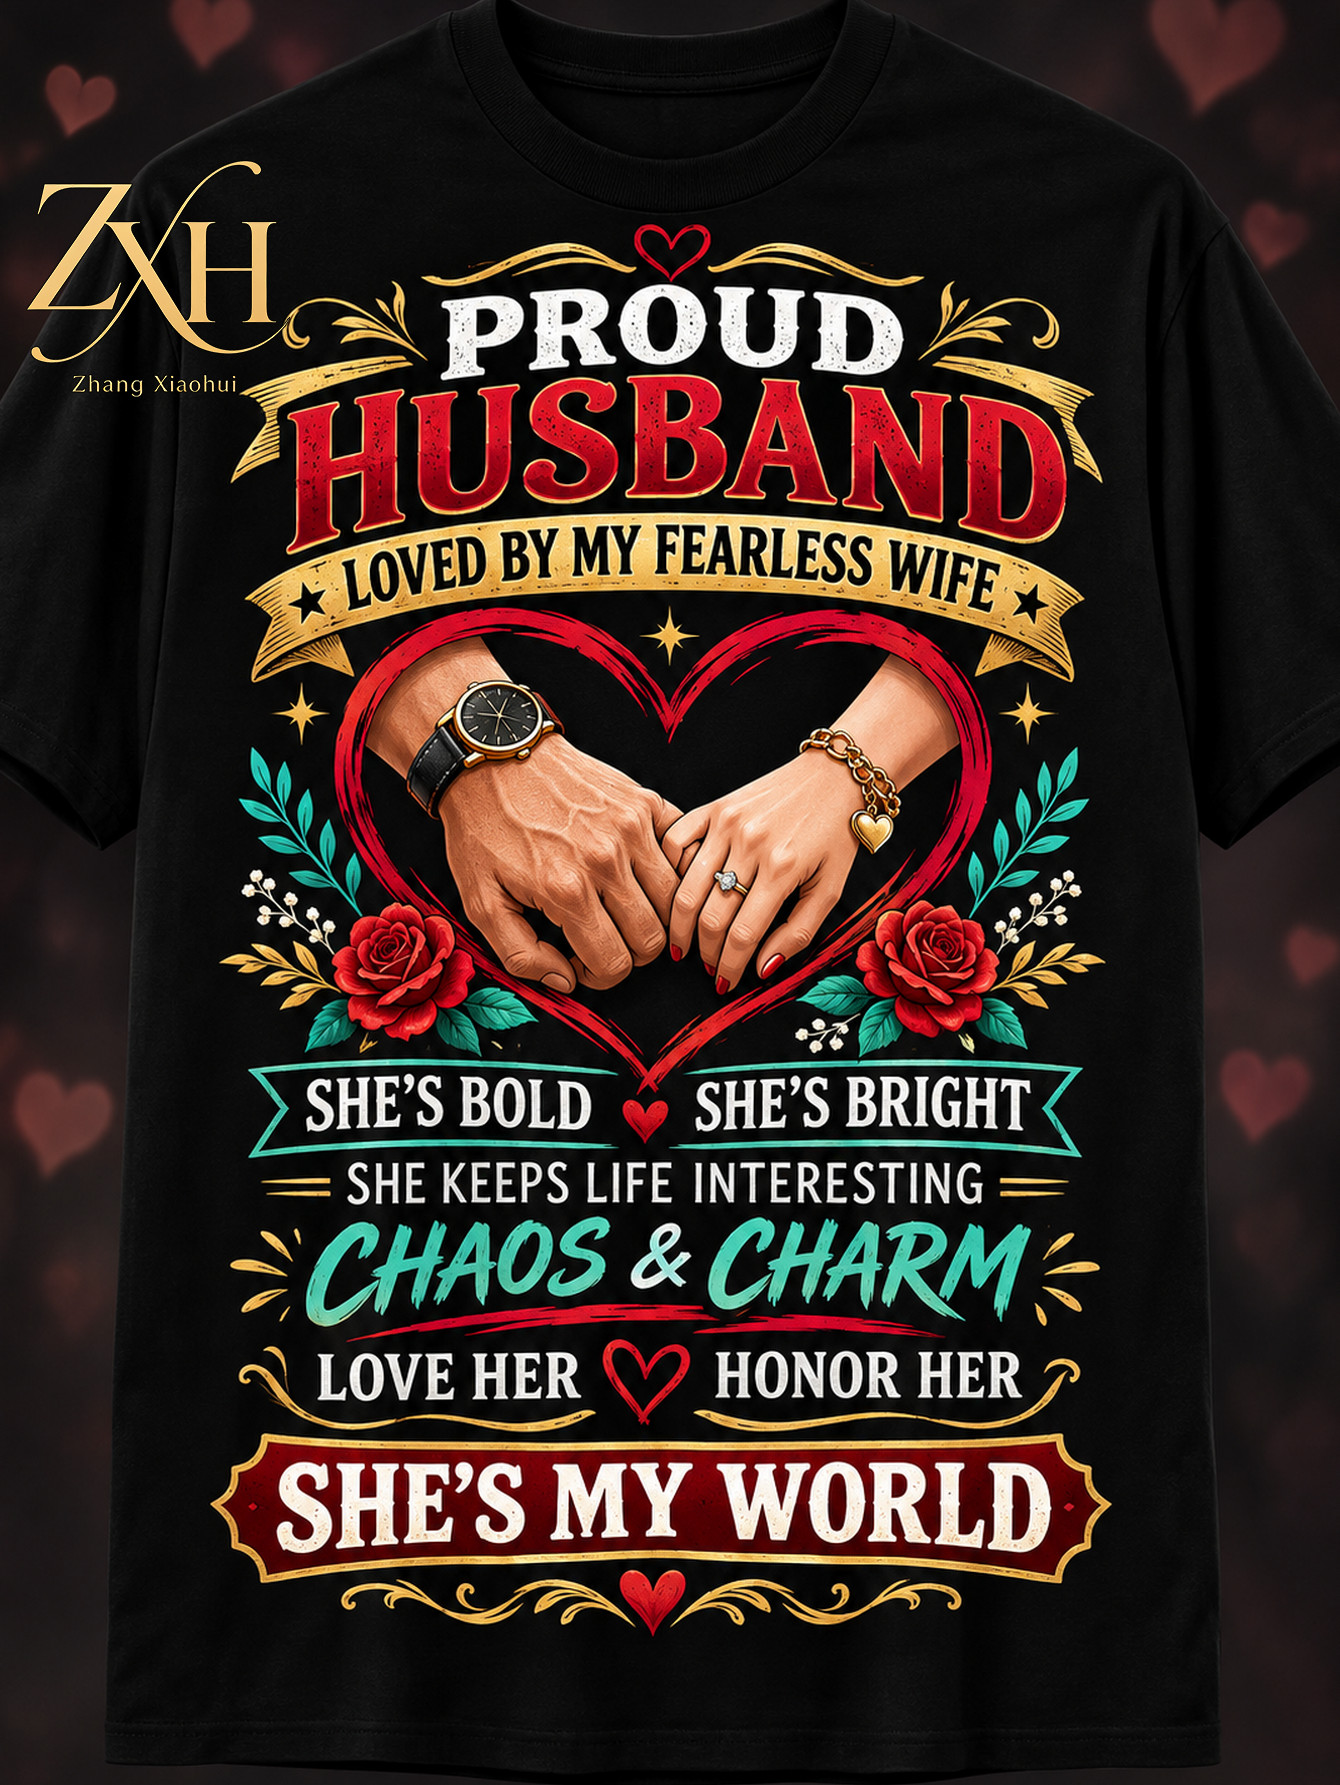 ZXH
Zhang Xiaohui
PROUD
HUSBAND
★ LOVED BY MY FEARLESS WIFE ★
SHE'S BOLD SHE'S BRIGHT
SHE KEEPS LIFE INTERESTING
CHAOS & CHARM
LOVE HER HONOR HER
SHE'S MY WORLD